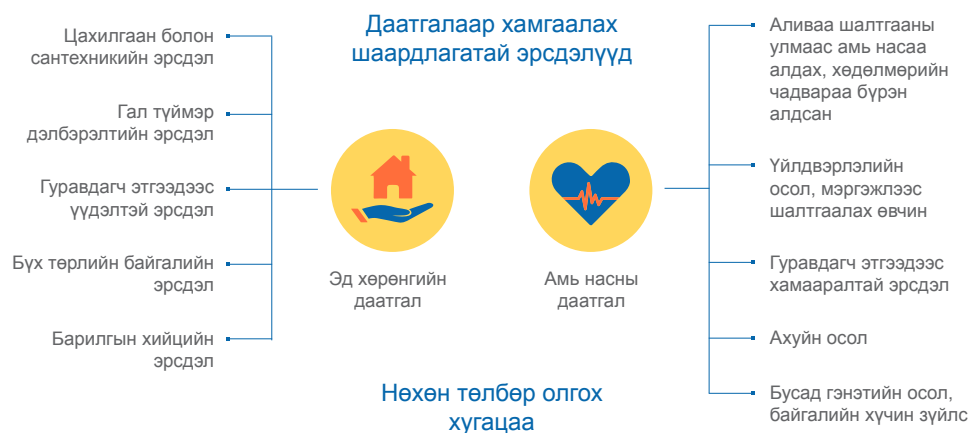 Даатгалаар хамгаалах
шаардлагатай эрсдэлүүд
Цахилгаан болон
сантехникийн эрсдэл
Гал түймэр
дэлбэрэлтийн эрсдэл
Гуравдагч этгээдээс
үүдэлтэй эрсдэл
Бүх төрлийн байгалийн
эрсдэл
Барилгын хийцийн
эрсдэл
Эд хөрөнгийн
даатгал
Амь насны
даатгал
Аливаа шалтгааны
улмаас амь насаа
алдах, хөдөлмөрийн
чадвараа бүрэн
алдсан
Үйлдвэрлэлийн
осол, мэргэжлээс
шалтгаалах өвчин
Гуравдагч этгээдээс
хамааралтай эрсдэл
Ахуйн осол
Бусад гэнэтийн осол,
байгалийн хүчин зүйлс
Нөхөн төлбөр олгох
хугацаа